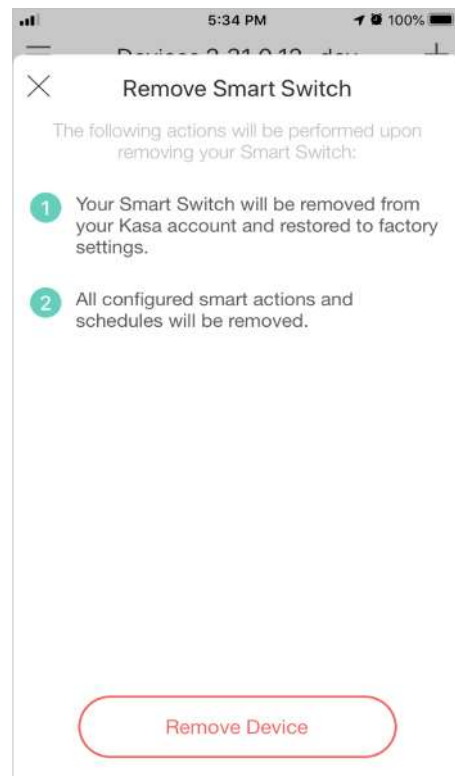 5:34 PM
100%
Remove Smart Switch
The following actions will be performed upon
removing your Smart Switch:
1
Your Smart Switch will be removed from
your Kasa account and restored to factory
settings.
2
All configured smart actions and
schedules will be removed.
Remove Device